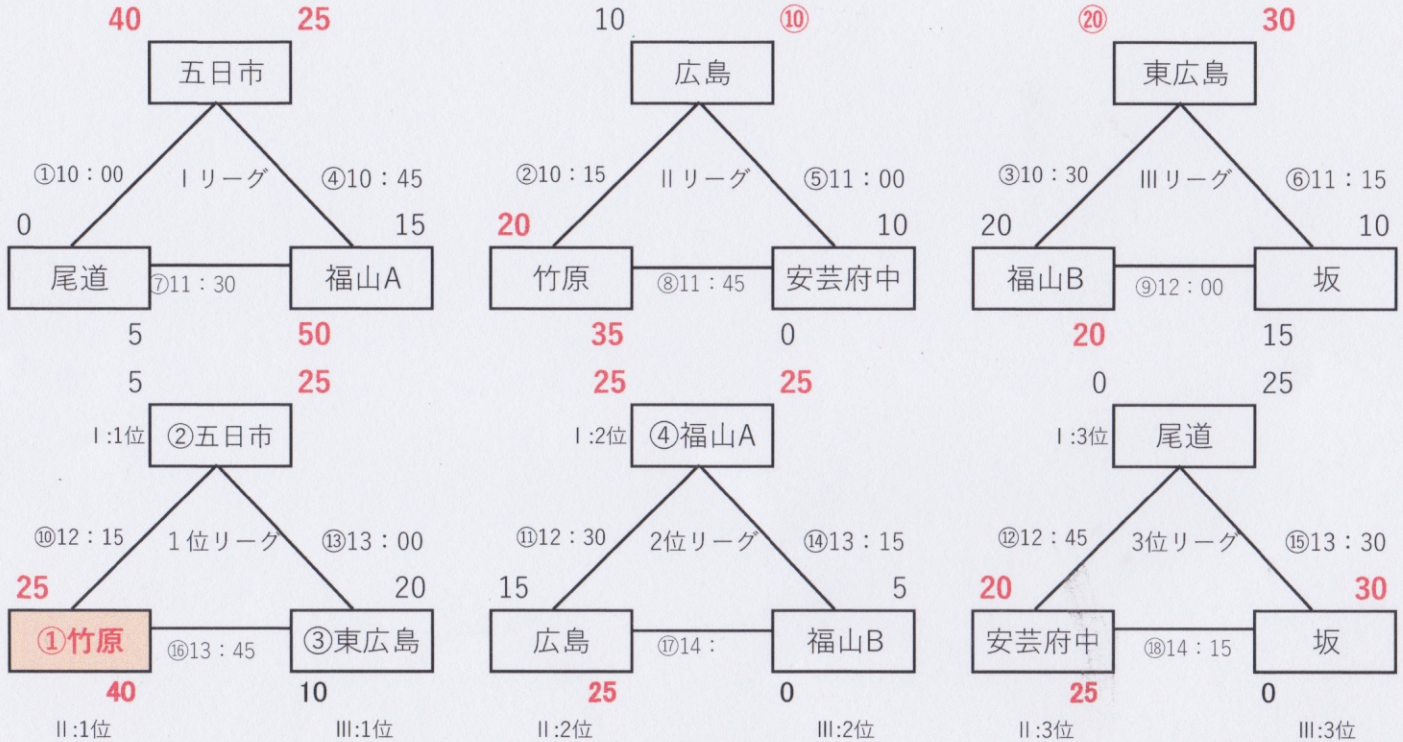 40 25 10 ⑩ ⑳ 30
五日市 広島 東広島
①10：00 Ⅰリーグ ④10：45 ②10：15 Ⅱリーグ ⑤11：00 ③10：30 Ⅲリーグ ⑥11：15
0 15 20 10 20 10
尾道 ⑦11：30 福山A 竹原 ⑧11：45 安芸府中 福山B ⑨12：00 坂
5 50 35 0 20 15
5 25 25 25 0 25
Ⅰ:1位 ②五日市 Ⅰ:2位 ④福山A Ⅰ:3位 尾道
⑩12：15 １位リーグ ⑬13：00 ⑪12：30 2位リーグ ⑭13：15 ⑫12：45 3位リーグ ⑮13：30
25 20 15 5 20 30
①竹原 ⑯13：45 ③東広島 広島 ⑰14： 福山B 安芸府中 ⑱14：15 坂
40 10 25 0 25 0
Ⅱ:1位 Ⅲ:1位 Ⅱ:2位 Ⅲ:2位 Ⅱ:3位 Ⅲ:3位